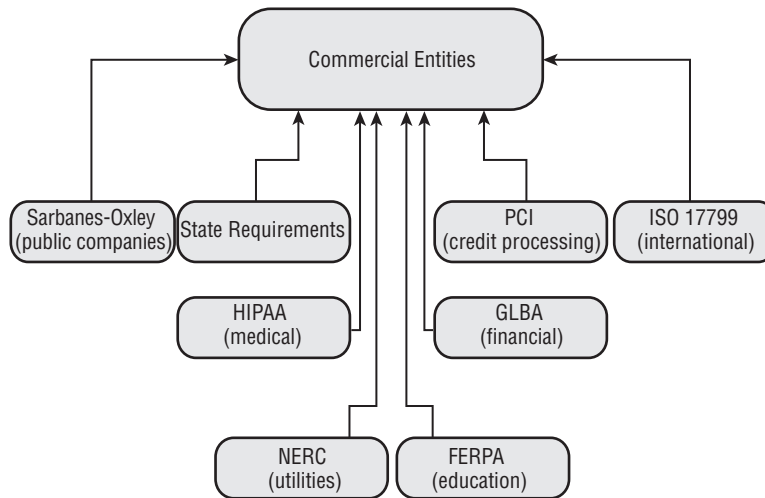 Commercial Entities
Sarbanes-Oxley
(public companies)
State Requirements
PCI
(credit processing)
ISO 17799
(international)
HIPAA
(medical)
GLBA
(financial)
NERC
(utilities)
FERPA
(education)